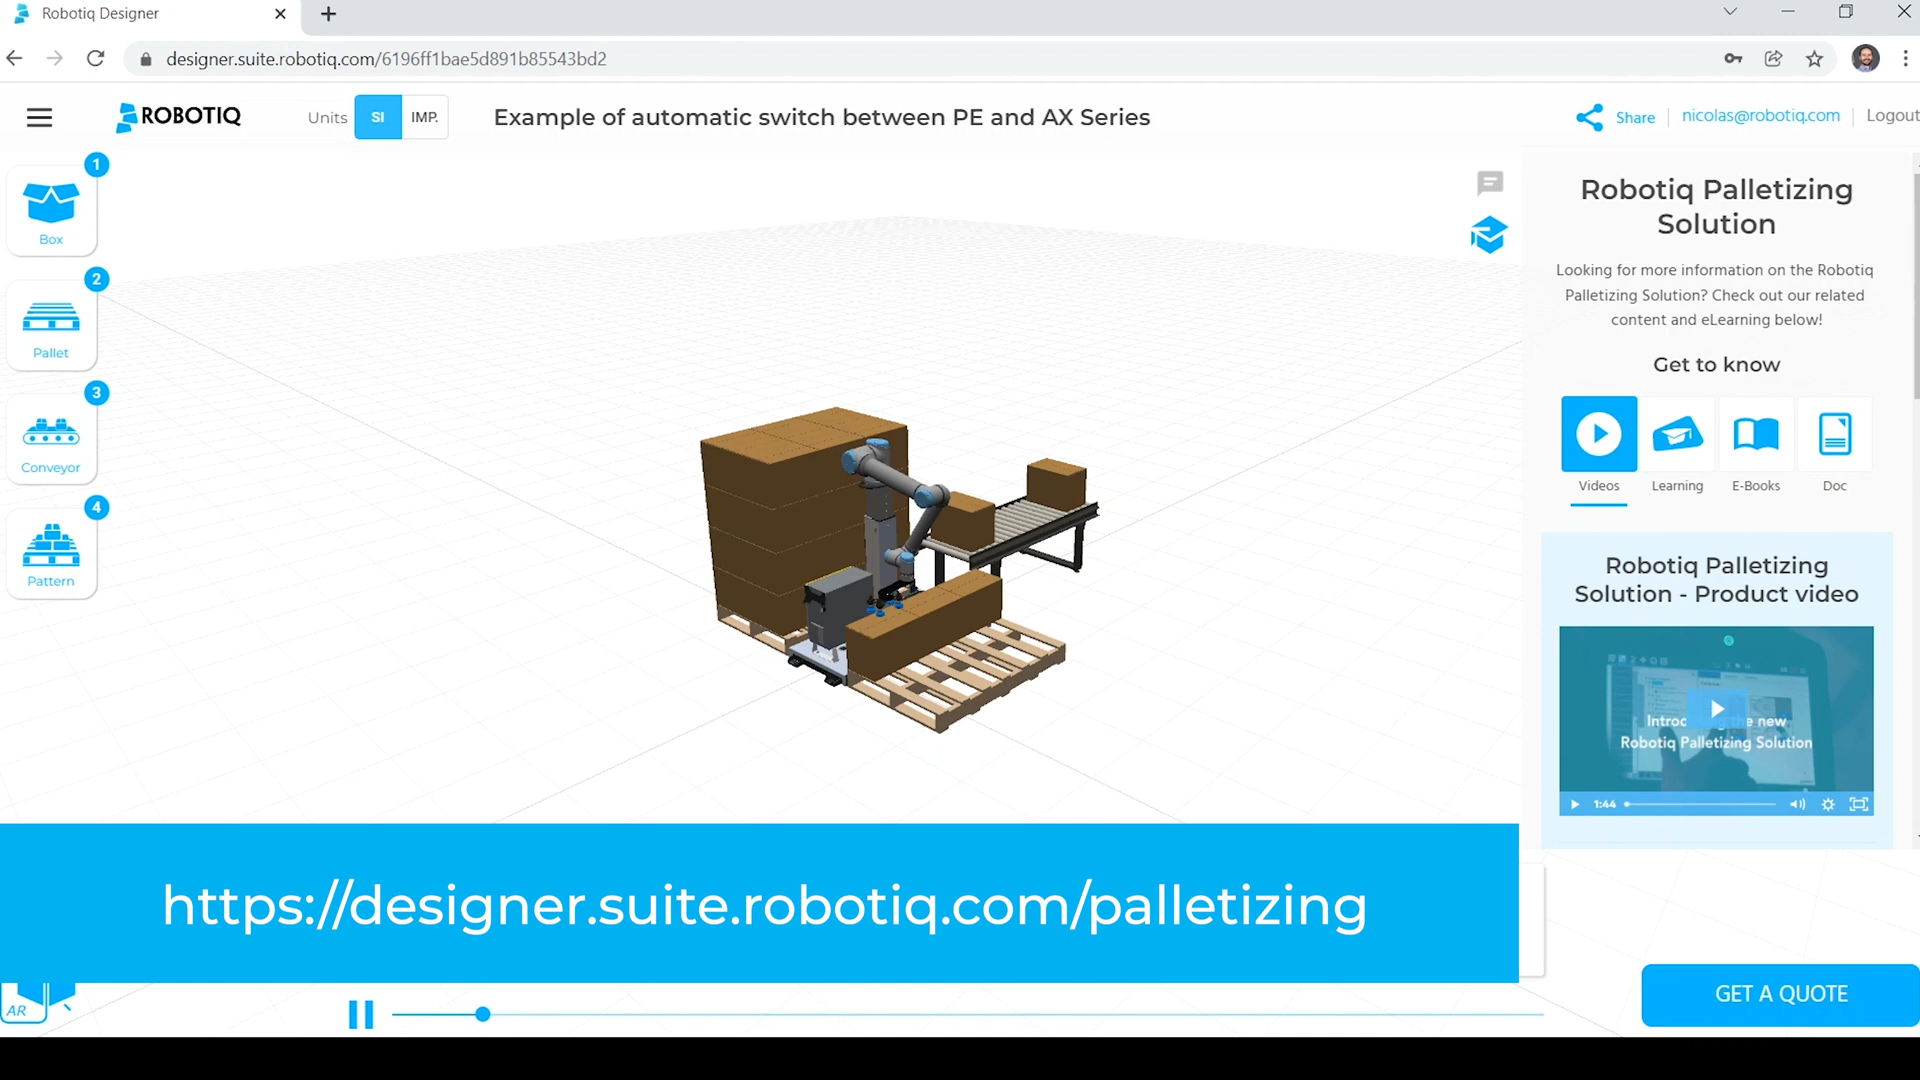 Robotiq Designer
designer.suite.robotiq.com/6196ff1bae5d891b85543bd2
ROBOTIQ
Units
SI
IMP.
Example of automatic switch between PE and AX Series
Share
nicolas@robotiq.com
Logout
1
Box
2
Pallet
3
Conveyor
4
Pattern
Robotiq Palletizing
Solution
Looking for more information on the Robotiq
Palletizing Solution? Check out our related
content and eLearning below!
Get to know
Videos
Learning
E-Books
Doc
Robotiq Palletizing
Solution - Product video
the new
Robotiq Palletizing Solution
1:44
https://designer.suite.robotiq.com/palletizing
AR
GET A QUOTE